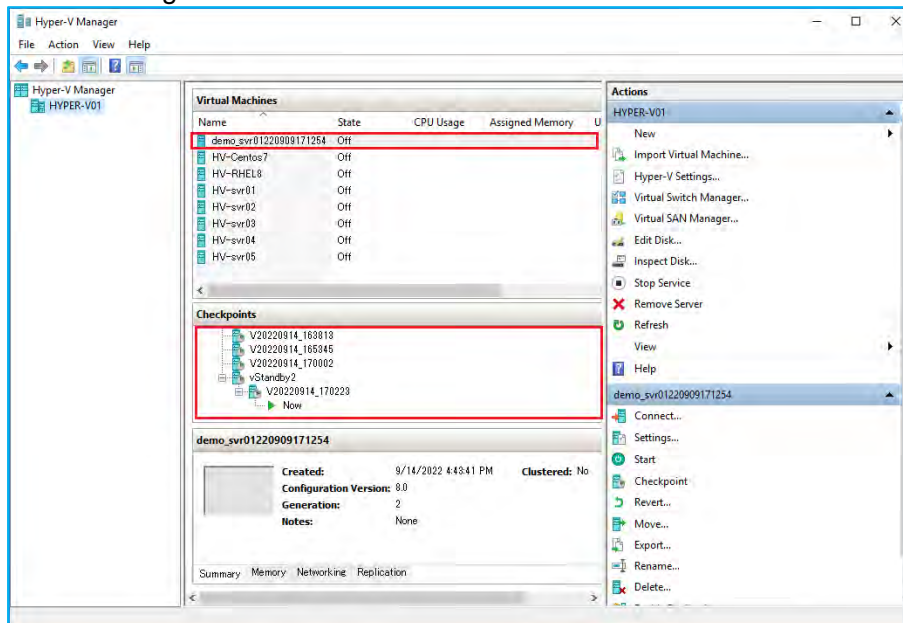 Hyper-V Manager
File Action View Help
Hyper-V Manager
HYPER-V01
Virtual Machines
Name State CPU Usage Assigned Memory U
demo_svr01220909171254 Off
HV-Centos7 Off
HV-RHEL8 Off
HV-svr01 Off
HV-svr02 Off
HV-svr03 Off
HV-svr04 Off
HV-svr05 Off
Checkpoints
V20220914_163813
V20220914_165345
V20220914_170002
vStandby2
V20220914_170223
Now
demo_svr01220909171254
Created: 9/14/2022 4:43:41 PM Clustered: No
Configuration Version: 8.0
Generation: 2
Notes: None
Summary Memory Networking Replication
Actions
HYPER-V01
New
Import Virtual Machine...
Hyper-V Settings...
Virtual Switch Manager...
Virtual SAN Manager...
Edit Disk...
Inspect Disk...
Stop Service
Remove Server
Refresh
View
Help
demo_svr01220909171254
Connect...
Settings...
Start
Checkpoint
Revert...
Move...
Export...
Rename...
Delete...